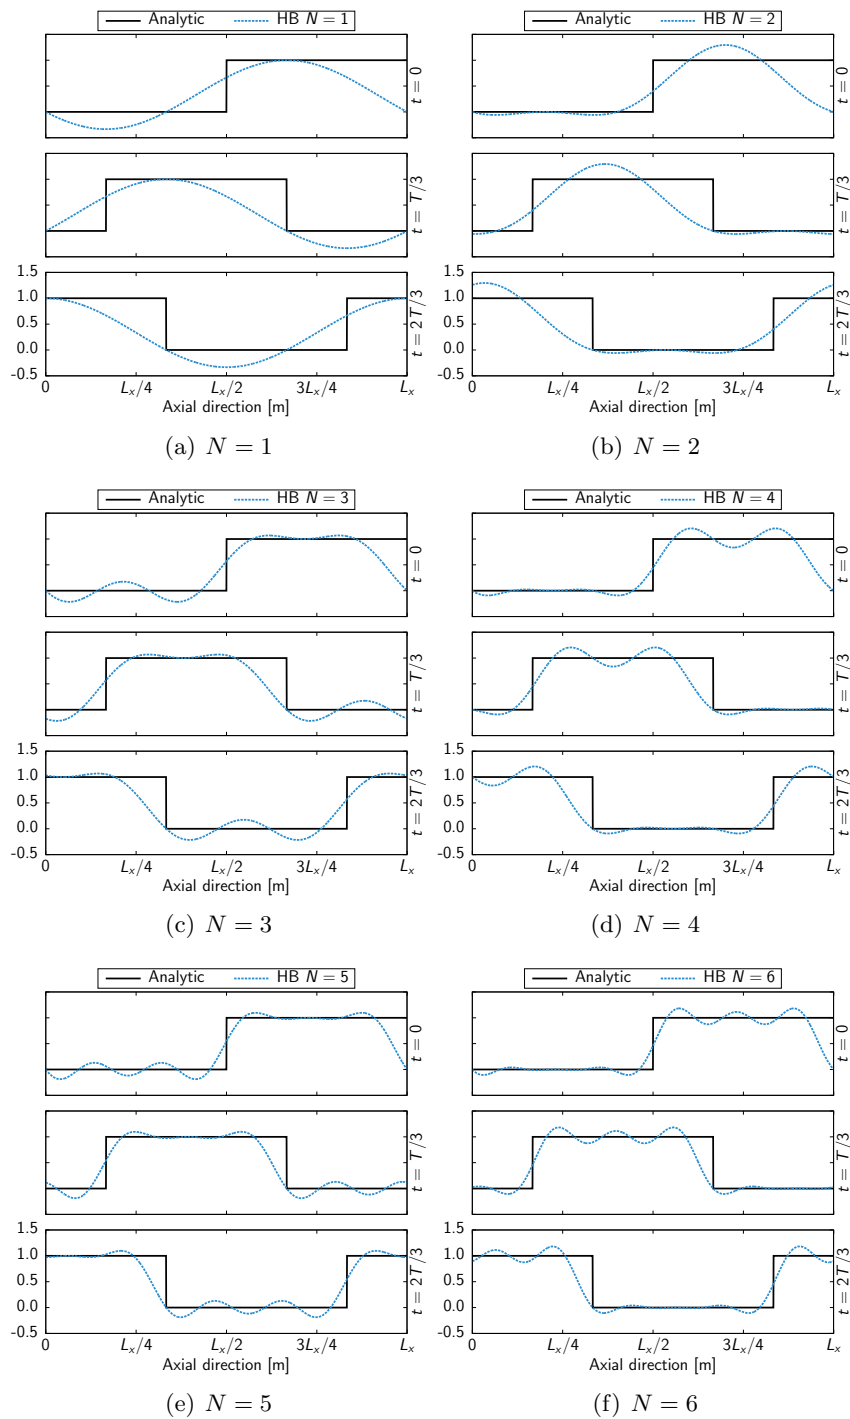 Analytic HB N = 1
t = 0
t = T/3
1.5
1.0
0.5
0.0
-0.5
t = 2T/3
0 Lx/4 Lx/2 3Lx/4 Lx
Axial direction [m]
(a) N = 1
Analytic HB N = 2
t = 0
t = T/3
1.5
1.0
0.5
0.0
-0.5
t = 2T/3
0 Lx/4 Lx/2 3Lx/4 Lx
Axial direction [m]
(b) N = 2
Analytic HB N = 3
t = 0
t = T/3
1.5
1.0
0.5
0.0
-0.5
t = 2T/3
0 Lx/4 Lx/2 3Lx/4 Lx
Axial direction [m]
(c) N = 3
Analytic HB N = 4
t = 0
t = T/3
1.5
1.0
0.5
0.0
-0.5
t = 2T/3
0 Lx/4 Lx/2 3Lx/4 Lx
Axial direction [m]
(d) N = 4
Analytic HB N = 5
t = 0
t = T/3
1.5
1.0
0.5
0.0
-0.5
t = 2T/3
0 Lx/4 Lx/2 3Lx/4 Lx
Axial direction [m]
(e) N = 5
Analytic HB N = 6
t = 0
t = T/3
1.5
1.0
0.5
0.0
-0.5
t = 2T/3
0 Lx/4 Lx/2 3Lx/4 Lx
Axial direction [m]
(f) N = 6